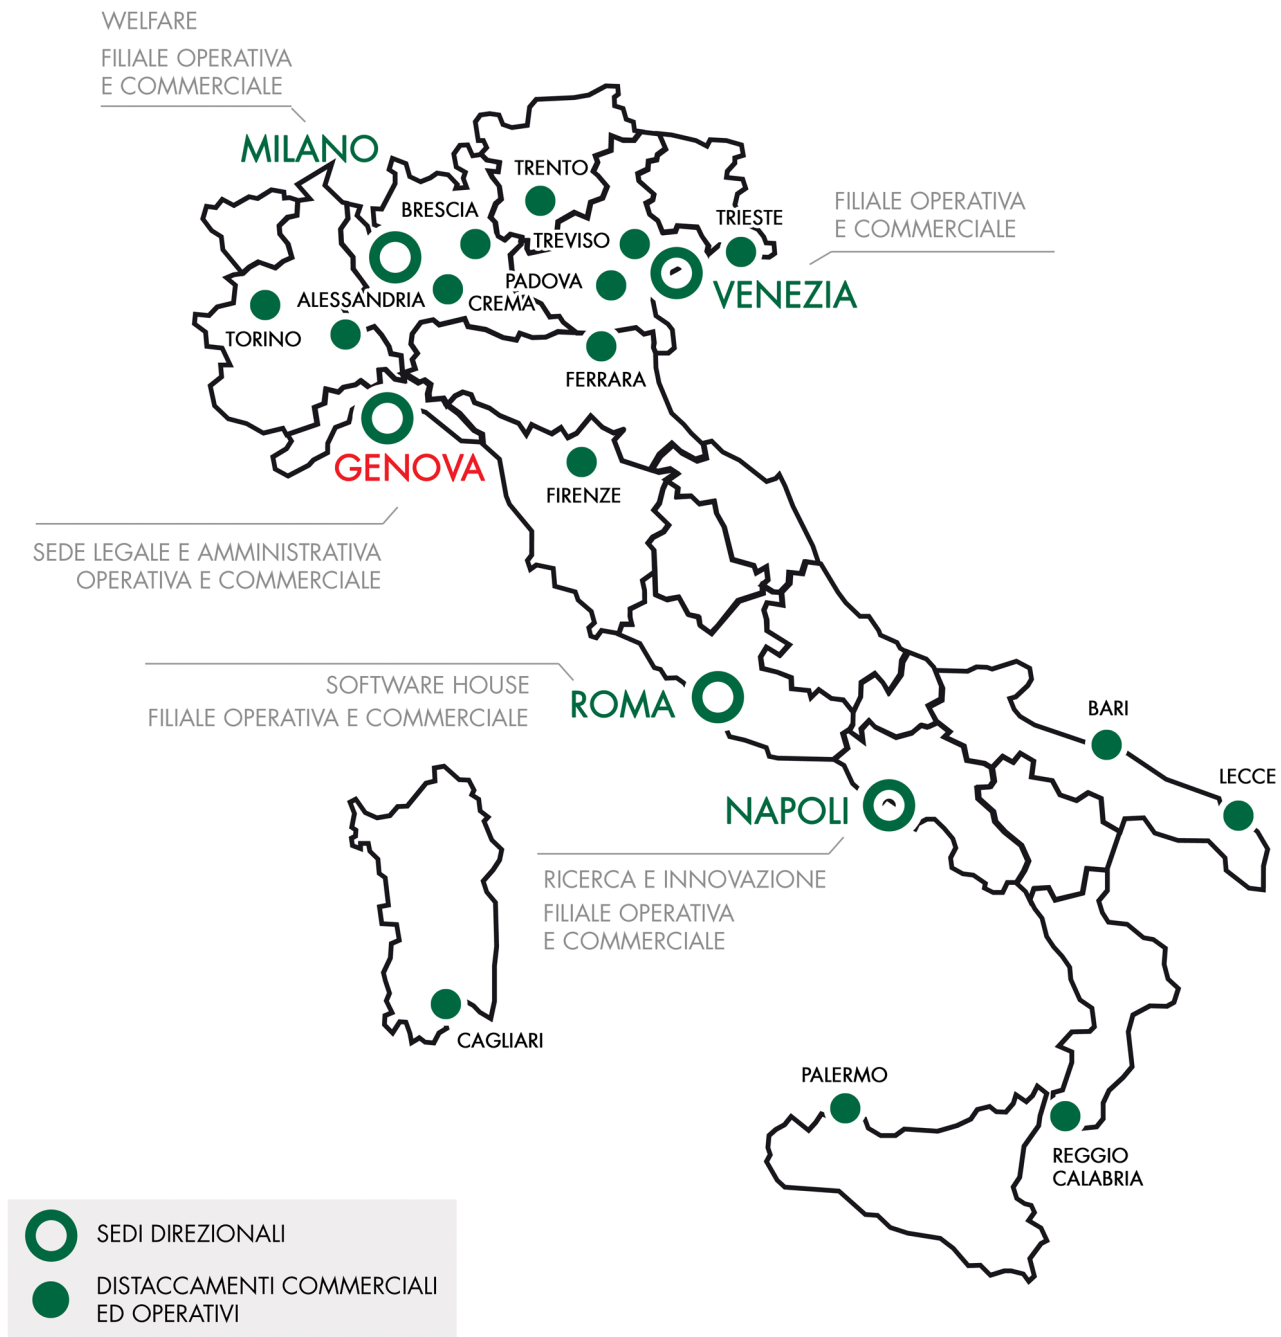 WELFARE
FILIALE OPERATIVA
E COMMERCIALE
MILANO
TRENTO
BRESCIA
FILIALE OPERATIVA
E COMMERCIALE
TRIESTE
TREVISO
PADOVA
VENEZIA
ALESSANDRIA
CREMA
TORINO
FERRARA
GENOVA
FIRENZE
SEDE LEGALE E AMMINISTRATIVA
OPERATIVA E COMMERCIALE
SOFTWARE HOUSE
FILIALE OPERATIVA E COMMERCIALE
ROMA
BARI
LECCE
NAPOLI
RICERCA E INNOVAZIONE
FILIALE OPERATIVA
E COMMERCIALE
CAGLIARI
PALERMO
REGGIO
CALABRIA
SEDI DIREZIONALI
DISTACCAMENTI COMMERCIALI
ED OPERATIVI